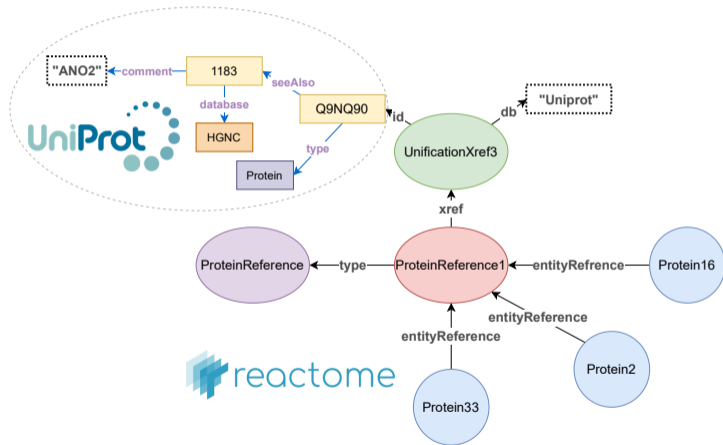 "ANO2"
comment
1183
seeAlso
database
Q9NQ90
HGNC
type
Protein
UniProt
id
db
"Uniprot"
UnificationXref3
xref
ProteinReference
type
ProteinReference1
entityRefrence
Protein16
entityReference
entityReference
Protein2
reactome
Protein33